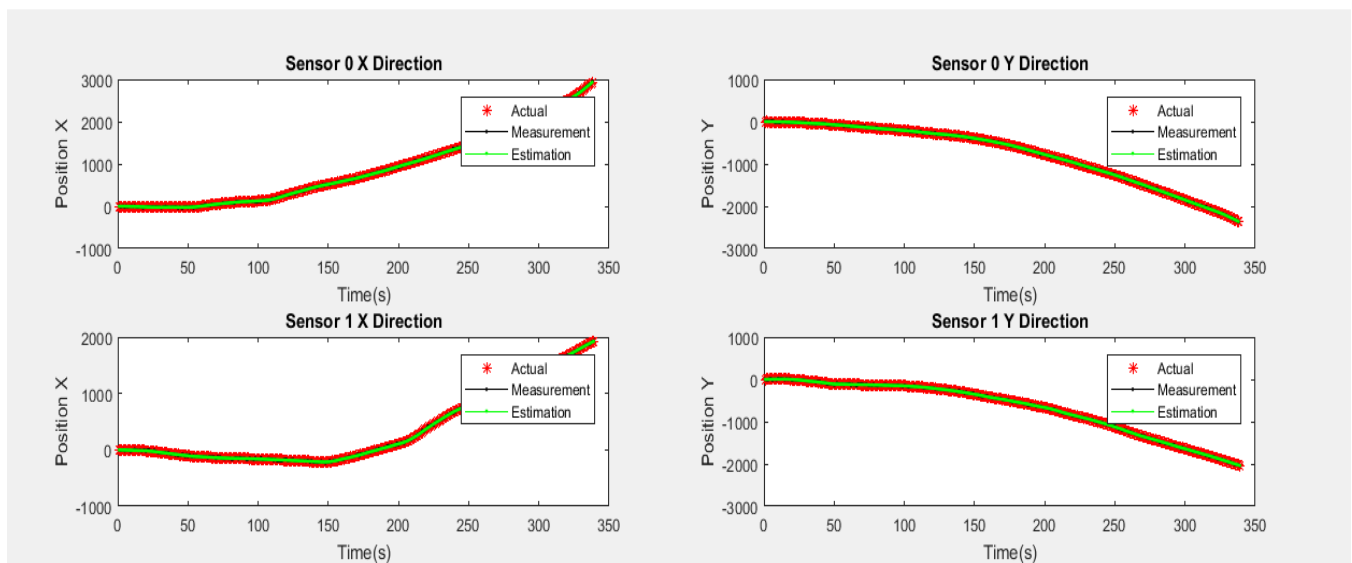 Sensor 0 X Direction
3000
2000
1000
0
-1000
Position X
Actual
Measurement
Estimation
0 50 100 150 200 250 300 350
Time(s)
Sensor 0 Y Direction
1000
0
-1000
-2000
-3000
Position Y
Actual
Measurement
Estimation
0 50 100 150 200 250 300 350
Time(s)
Sensor 1 X Direction
2000
1000
0
-1000
Position X
Actual
Measurement
Estimation
0 50 100 150 200 250 300 350
Time(s)
Sensor 1 Y Direction
1000
0
-1000
-2000
-3000
Position Y
Actual
Measurement
Estimation
0 50 100 150 200 250 300 350
Time(s)